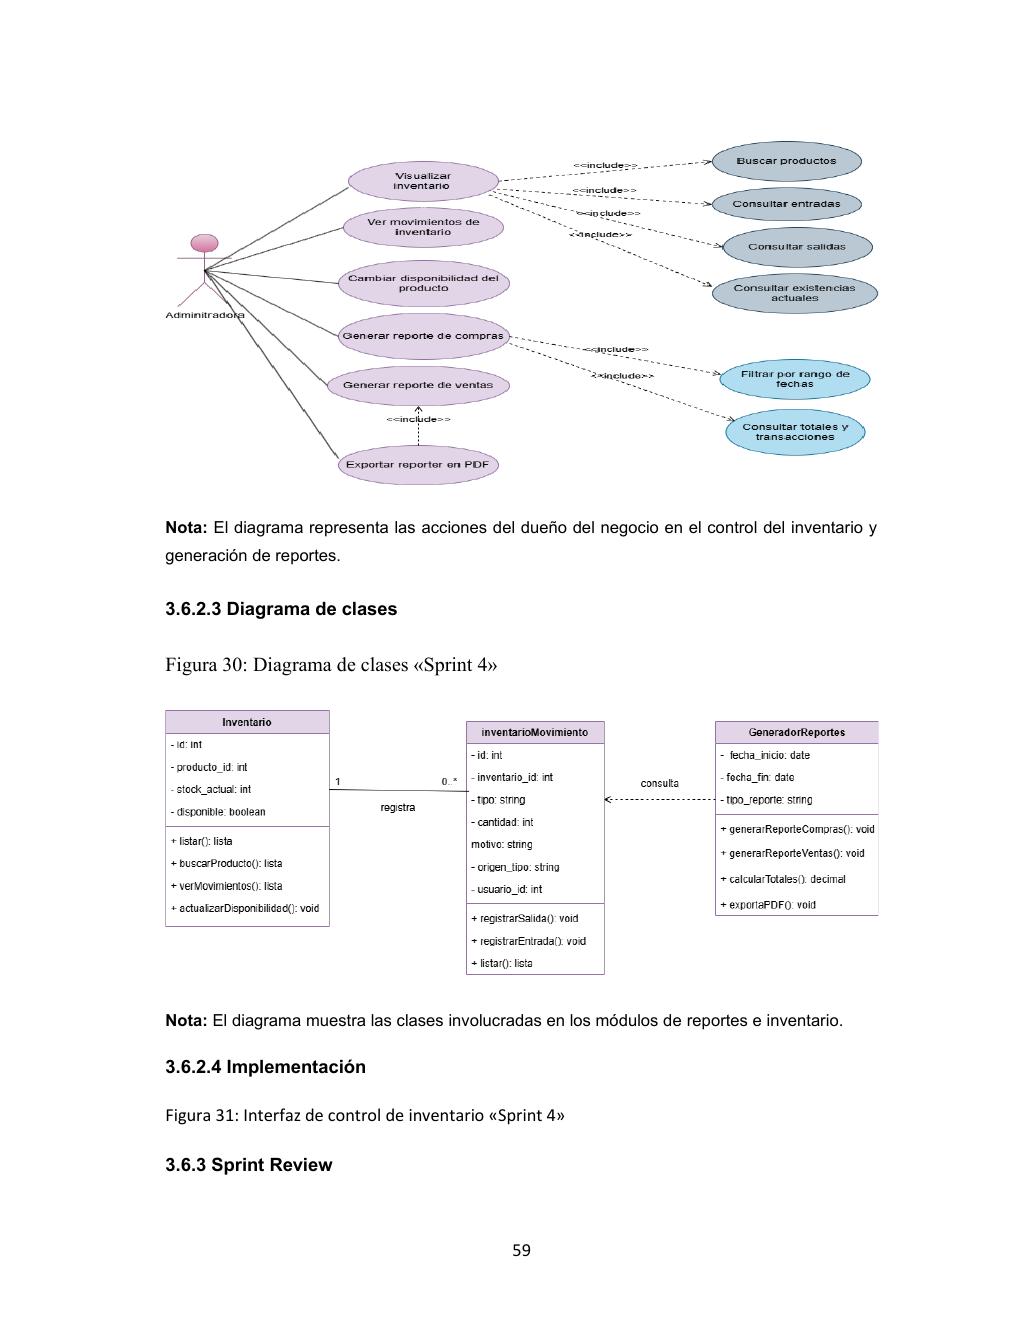 Visualizar
inventario
Ver movimientos de
inventario
Cambiar disponibilidad del
producto
Generar reporte de compras
Generar reporte de ventas
<<include>>
Exportar reporter en PDF
Adminitradora
<<include>>
<<include>>
<<include>>
<<include>>
Buscar productos
Consultar entradas
Consultar salidas
Consultar existencias
actuales
<<include>>
<<include>>
Filtrar por rango de
fechas
Consultar totales y
transacciones
Nota: El diagrama representa las acciones del dueño del negocio en el control del inventario y
generación de reportes.
3.6.2.3 Diagrama de clases
Figura 30: Diagrama de clases «Sprint 4»
Inventario
- id: int
- producto_id: int
- stock_actual: int
- disponible: boolean
+ listar(): lista
+ buscarProducto(): lista
+ verMovimientos(): lista
+ actualizarDisponibilidad(): void
1
0..*
registra
inventarioMovimiento
- id: int
- inventario_id: int
- tipo: string
- cantidad: int
motivo: string
- origen_tipo: string
- usuario_id: int
+ registrarSalida(): void
+ registrarEntrada(): void
+ listar(): lista
consulta
GeneradorReportes
- fecha_inicio: date
- fecha_fin: date
- tipo_reporte: string
+ generarReporteCompras(): void
+ generarReporteVentas(): void
+ calcularTotales(): decimal
+ exportaPDF(): void
Nota: El diagrama muestra las clases involucradas en los módulos de reportes e inventario.
3.6.2.4 Implementación
Figura 31: Interfaz de control de inventario «Sprint 4»
3.6.3 Sprint Review
59